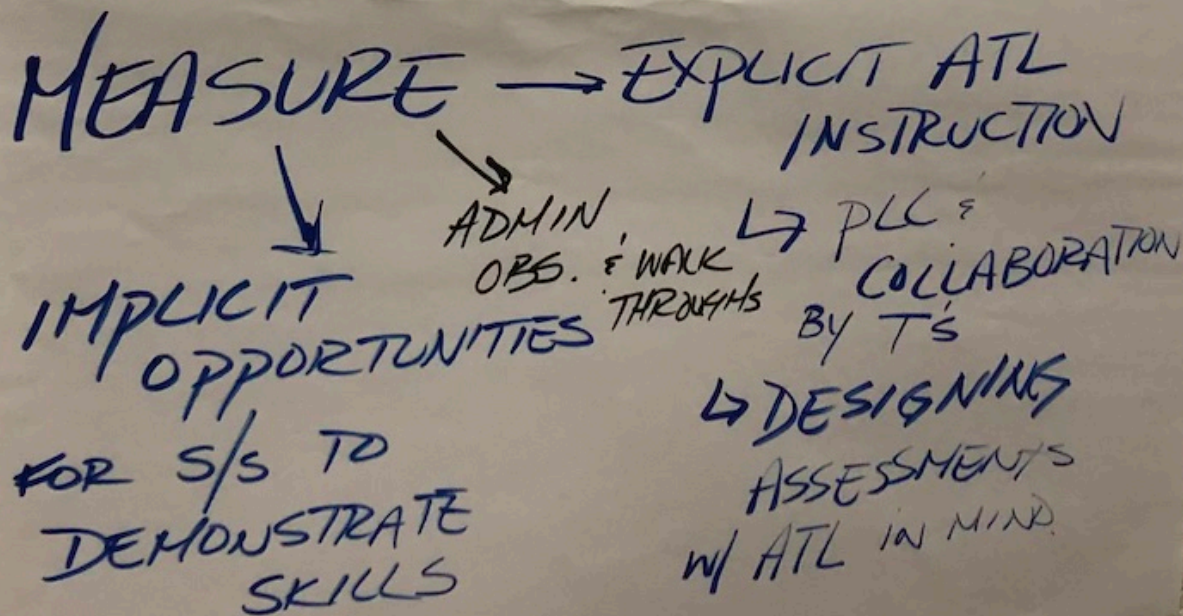 MEASURE → EXPLICIT ATL
INSTRUCTION
↳ PLC &
COLLABORATION
BY T's
↳ DESIGNING
ASSESSMENTS
w/ ATL IN MIND
ADMIN
OBS. & WALK
THROUGHS
IMPLICIT
OPPORTUNITIES
FOR S/s TO
DEMONSTRATE
SKILLS